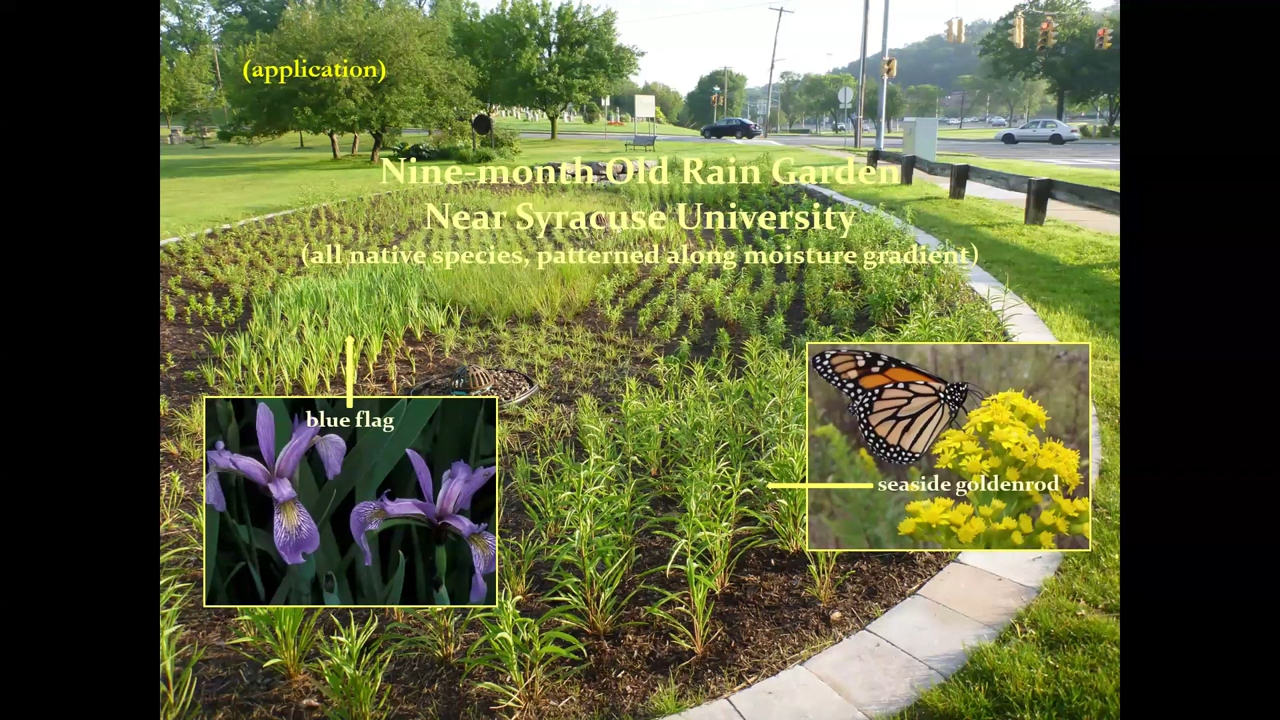 (application)
Nine-month Old Rain Garden
Near Syracuse University
(all native species, patterned along moisture gradient)
blue flag
seaside goldenrod